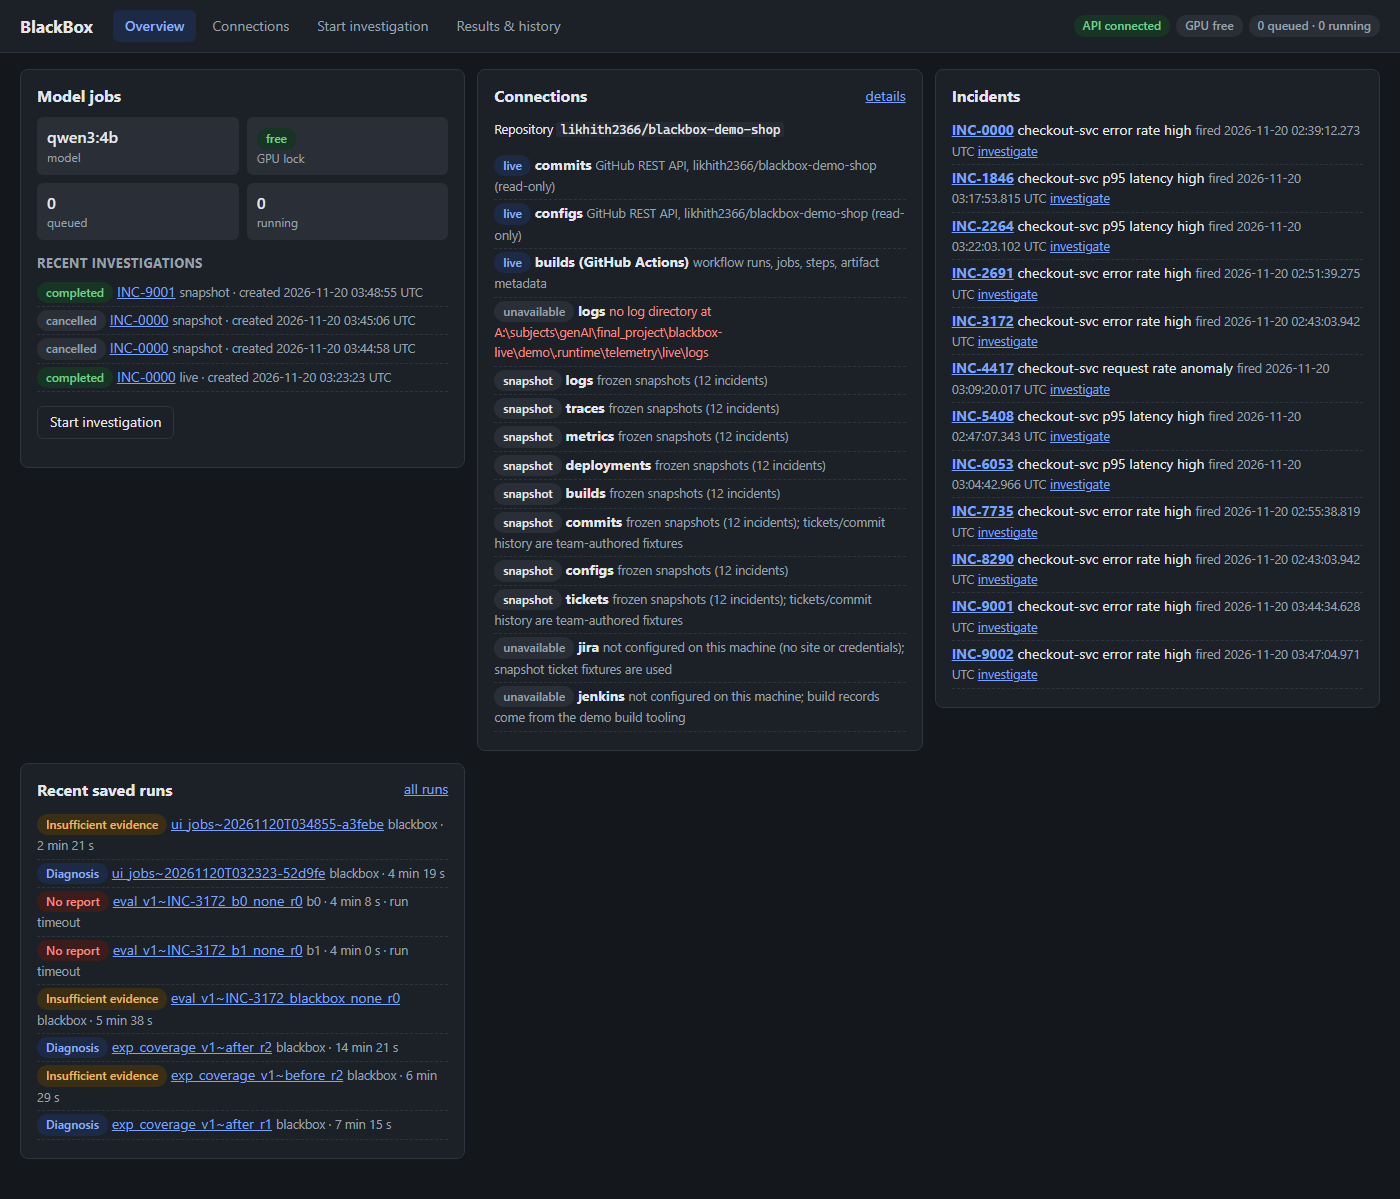 BlackBox Overview Connections Start investigation Results & history API connected GPU free 0 queued · 0 running
Model jobs
qwen3:4b
model
free
GPU lock
0
queued
0
running
RECENT INVESTIGATIONS
completed INC-9001 snapshot · created 2026-11-20 03:48:55 UTC
cancelled INC-0000 snapshot · created 2026-11-20 03:45:06 UTC
cancelled INC-0000 snapshot · created 2026-11-20 03:44:58 UTC
completed INC-0000 live · created 2026-11-20 03:23:23 UTC
Start investigation
Connections details
Repository likhith2366/blackbox-demo-shop
live commits GitHub REST API, likhith2366/blackbox-demo-shop
(read-only)
live configs GitHub REST API, likhith2366/blackbox-demo-shop (read-
only)
live builds (GitHub Actions) workflow runs, jobs, steps, artifact
metadata
unavailable logs no log directory at
A:\subjects\genAI\final_project\blackbox-
live\demo\.runtime\telemetry\live\logs
snapshot logs frozen snapshots (12 incidents)
snapshot traces frozen snapshots (12 incidents)
snapshot metrics frozen snapshots (12 incidents)
snapshot deployments frozen snapshots (12 incidents)
snapshot builds frozen snapshots (12 incidents)
snapshot commits frozen snapshots (12 incidents); tickets/commit
history are team-authored fixtures
snapshot configs frozen snapshots (12 incidents)
snapshot tickets frozen snapshots (12 incidents); tickets/commit
history are team-authored fixtures
unavailable jira not configured on this machine (no site or credentials);
snapshot ticket fixtures are used
unavailable jenkins not configured on this machine; build records
come from the demo build tooling
Incidents
INC-0000 checkout-svc error rate high fired 2026-11-20 02:39:12.273
UTC investigate
INC-1846 checkout-svc p95 latency high fired 2026-11-20
03:17:53.815 UTC investigate
INC-2264 checkout-svc p95 latency high fired 2026-11-20
03:22:03.102 UTC investigate
INC-2691 checkout-svc error rate high fired 2026-11-20 02:51:39.275
UTC investigate
INC-3172 checkout-svc error rate high fired 2026-11-20 02:43:03.942
UTC investigate
INC-4417 checkout-svc request rate anomaly fired 2026-11-20
03:09:20.017 UTC investigate
INC-5408 checkout-svc p95 latency high fired 2026-11-20
02:47:07.343 UTC investigate
INC-6053 checkout-svc p95 latency high fired 2026-11-20
03:04:42.966 UTC investigate
INC-7735 checkout-svc error rate high fired 2026-11-20 02:55:38.819
UTC investigate
INC-8290 checkout-svc error rate high fired 2026-11-20 02:43:03.942
UTC investigate
INC-9001 checkout-svc error rate high fired 2026-11-20 03:44:34.628
UTC investigate
INC-9002 checkout-svc error rate high fired 2026-11-20 03:47:04.971
UTC investigate
Recent saved runs all runs
Insufficient evidence ui_jobs~20261120T034855-a3febe blackbox ·
2 min 21 s
Diagnosis ui_jobs~20261120T032323-52d9fe blackbox · 4 min 19 s
No report eval_v1~INC-3172_b0_none_r0 b0 · 4 min 8 s · run
timeout
No report eval_v1~INC-3172_b1_none_r0 b1 · 4 min 0 s · run
timeout
Insufficient evidence eval_v1~INC-3172_blackbox_none_r0
blackbox · 5 min 38 s
Diagnosis exp_coverage_v1~after_r2 blackbox · 14 min 21 s
Insufficient evidence exp_coverage_v1~before_r2 blackbox · 6 min
29 s
Diagnosis exp_coverage_v1~after_r1 blackbox · 7 min 15 s